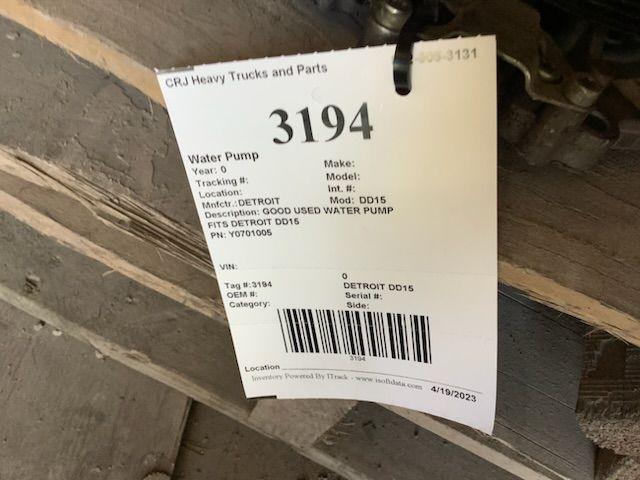 CRJ Heavy Trucks and Parts
-3131
3194
Water Pump
Year: 0 Make:
Tracking #: Model:
Location: Int. #:
Mnfctr.:DETROIT Mod: DD15
Description: GOOD USED WATER PUMP
FITS DETROIT DD15
PN: Y0701005
VIN:
0
Tag #:3194 DETROIT DD15
OEM #: Serial #:
Category: Side:
3194
Location
Inventory Powered By ITrack - www.isoftdata.com 4/19/2023